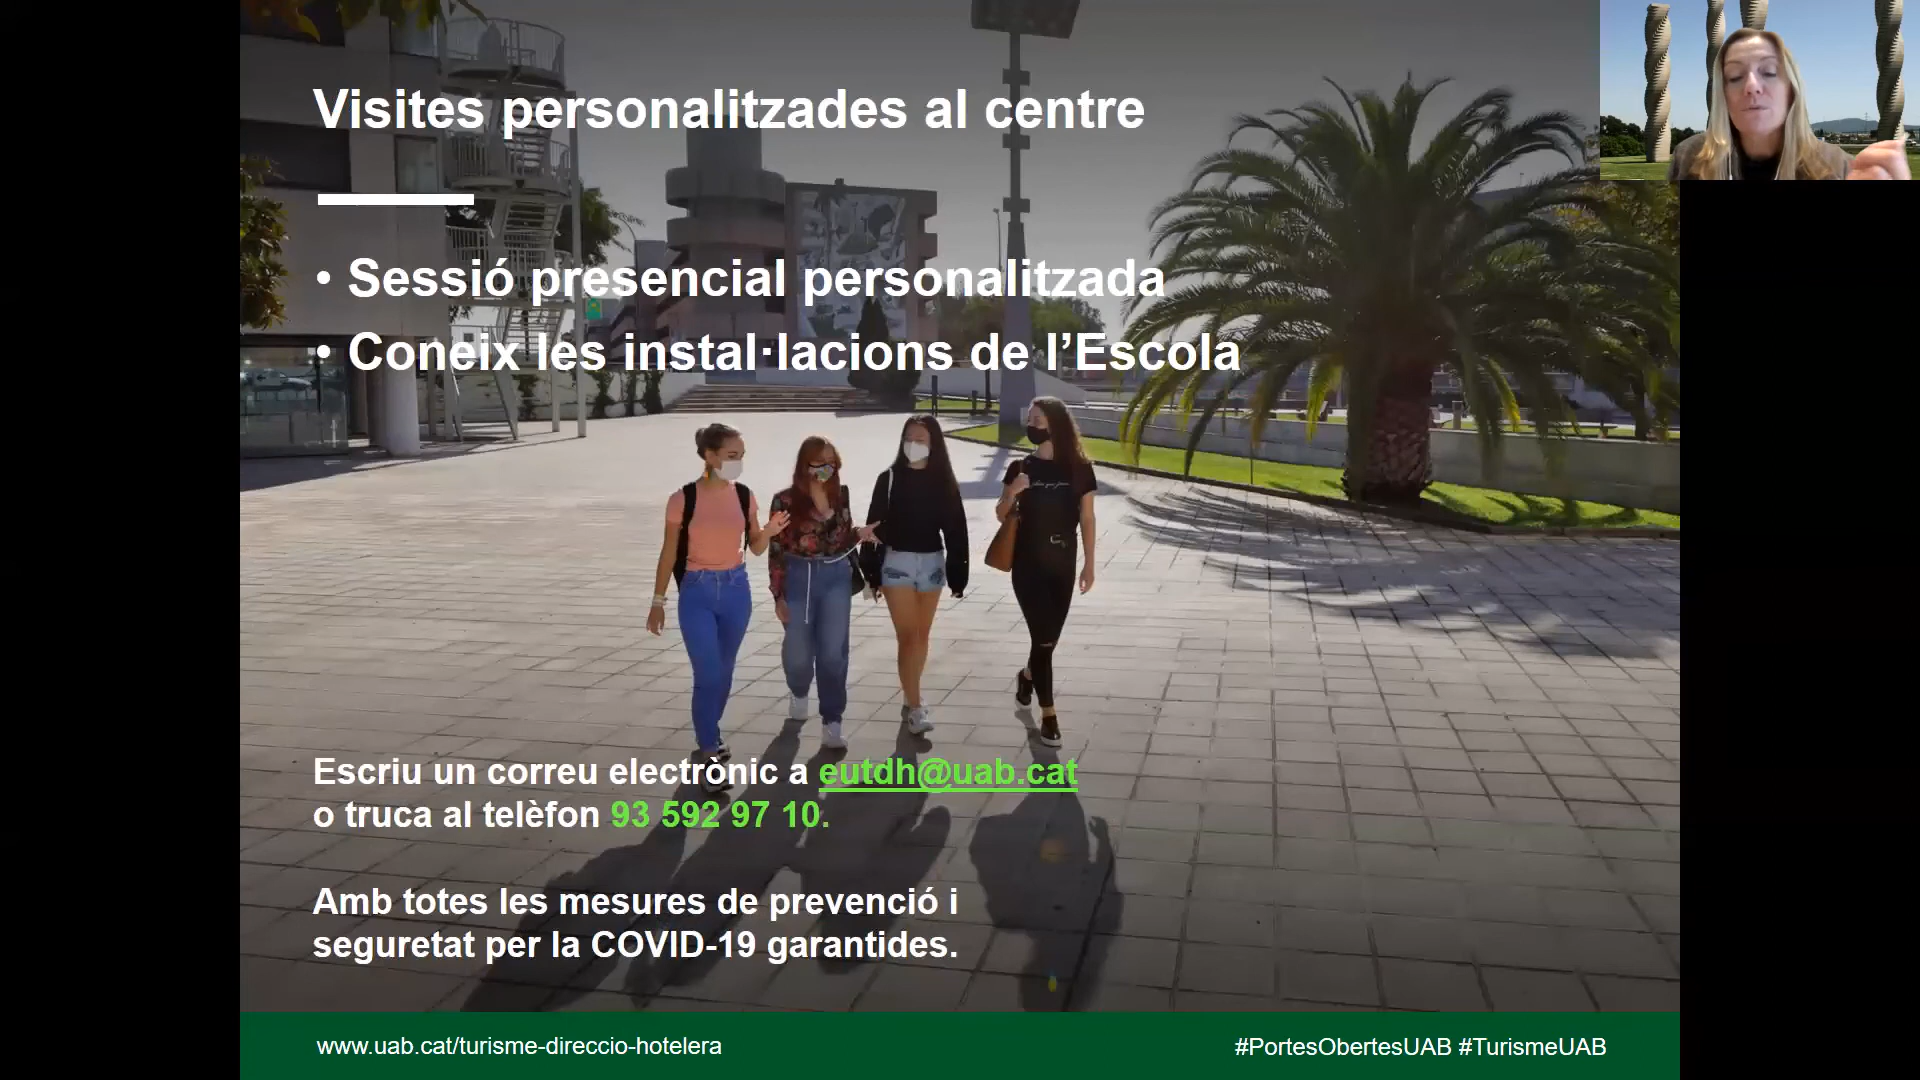 Visites personalitzades al centre
• Sessió presencial personalitzada
• Coneix les instal·lacions de l’Escola
Escriu un correu electrònic a eutdh@uab.cat
o truca al telèfon 93 592 97 10.
Amb totes les mesures de prevenció i
seguretat per la COVID-19 garantides.
www.uab.cat/turisme-direccio-hotelera
#PortesObertesUAB #TurismeUAB